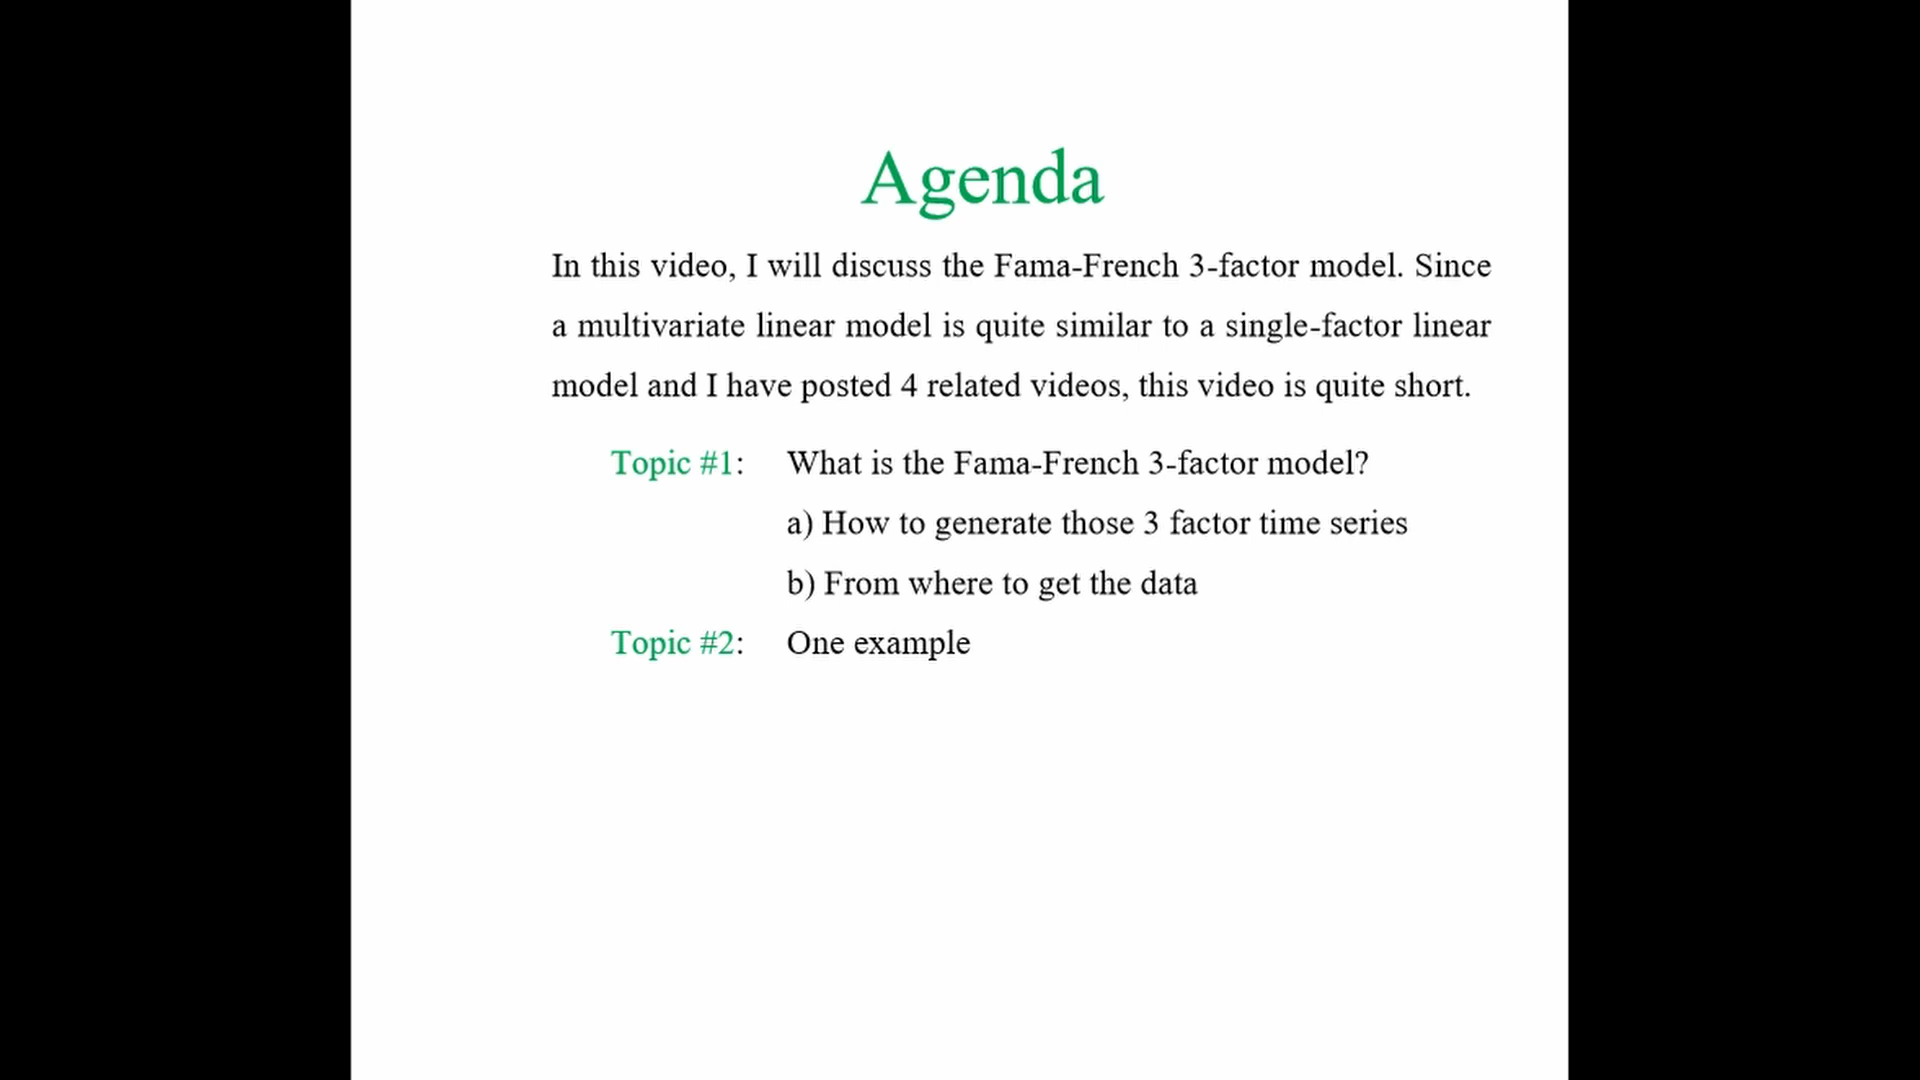 Agenda
In this video, I will discuss the Fama-French 3-factor model. Since
a multivariate linear model is quite similar to a single-factor linear
model and I have posted 4 related videos, this video is quite short.
Topic #1: What is the Fama-French 3-factor model?
a) How to generate those 3 factor time series
b) From where to get the data
Topic #2: One example